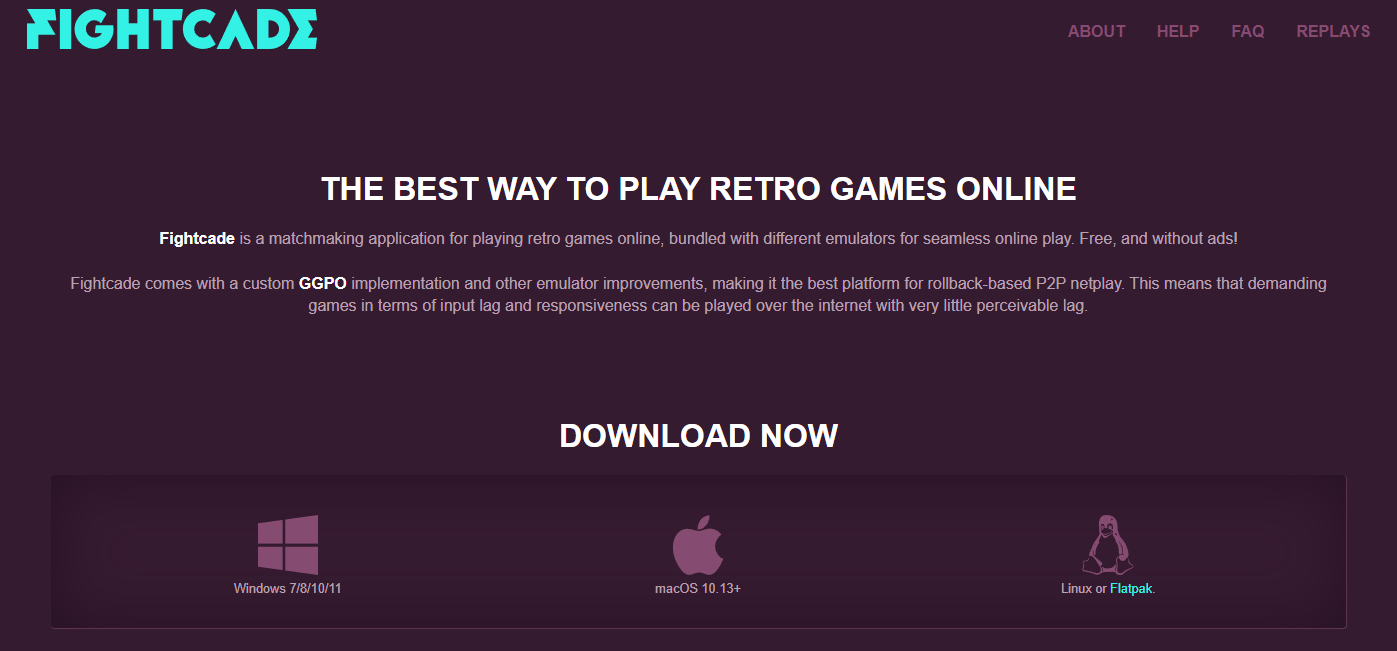 FIGHTCADE
ABOUT HELP FAQ REPLAYS
THE BEST WAY TO PLAY RETRO GAMES ONLINE
Fightcade is a matchmaking application for playing retro games online, bundled with different emulators for seamless online play. Free, and without ads!
Fightcade comes with a custom GGPO implementation and other emulator improvements, making it the best platform for rollback-based P2P netplay. This means that demanding
games in terms of input lag and responsiveness can be played over the internet with very little perceivable lag.
DOWNLOAD NOW
Windows 7/8/10/11
macOS 10.13+
Linux or Flatpak.